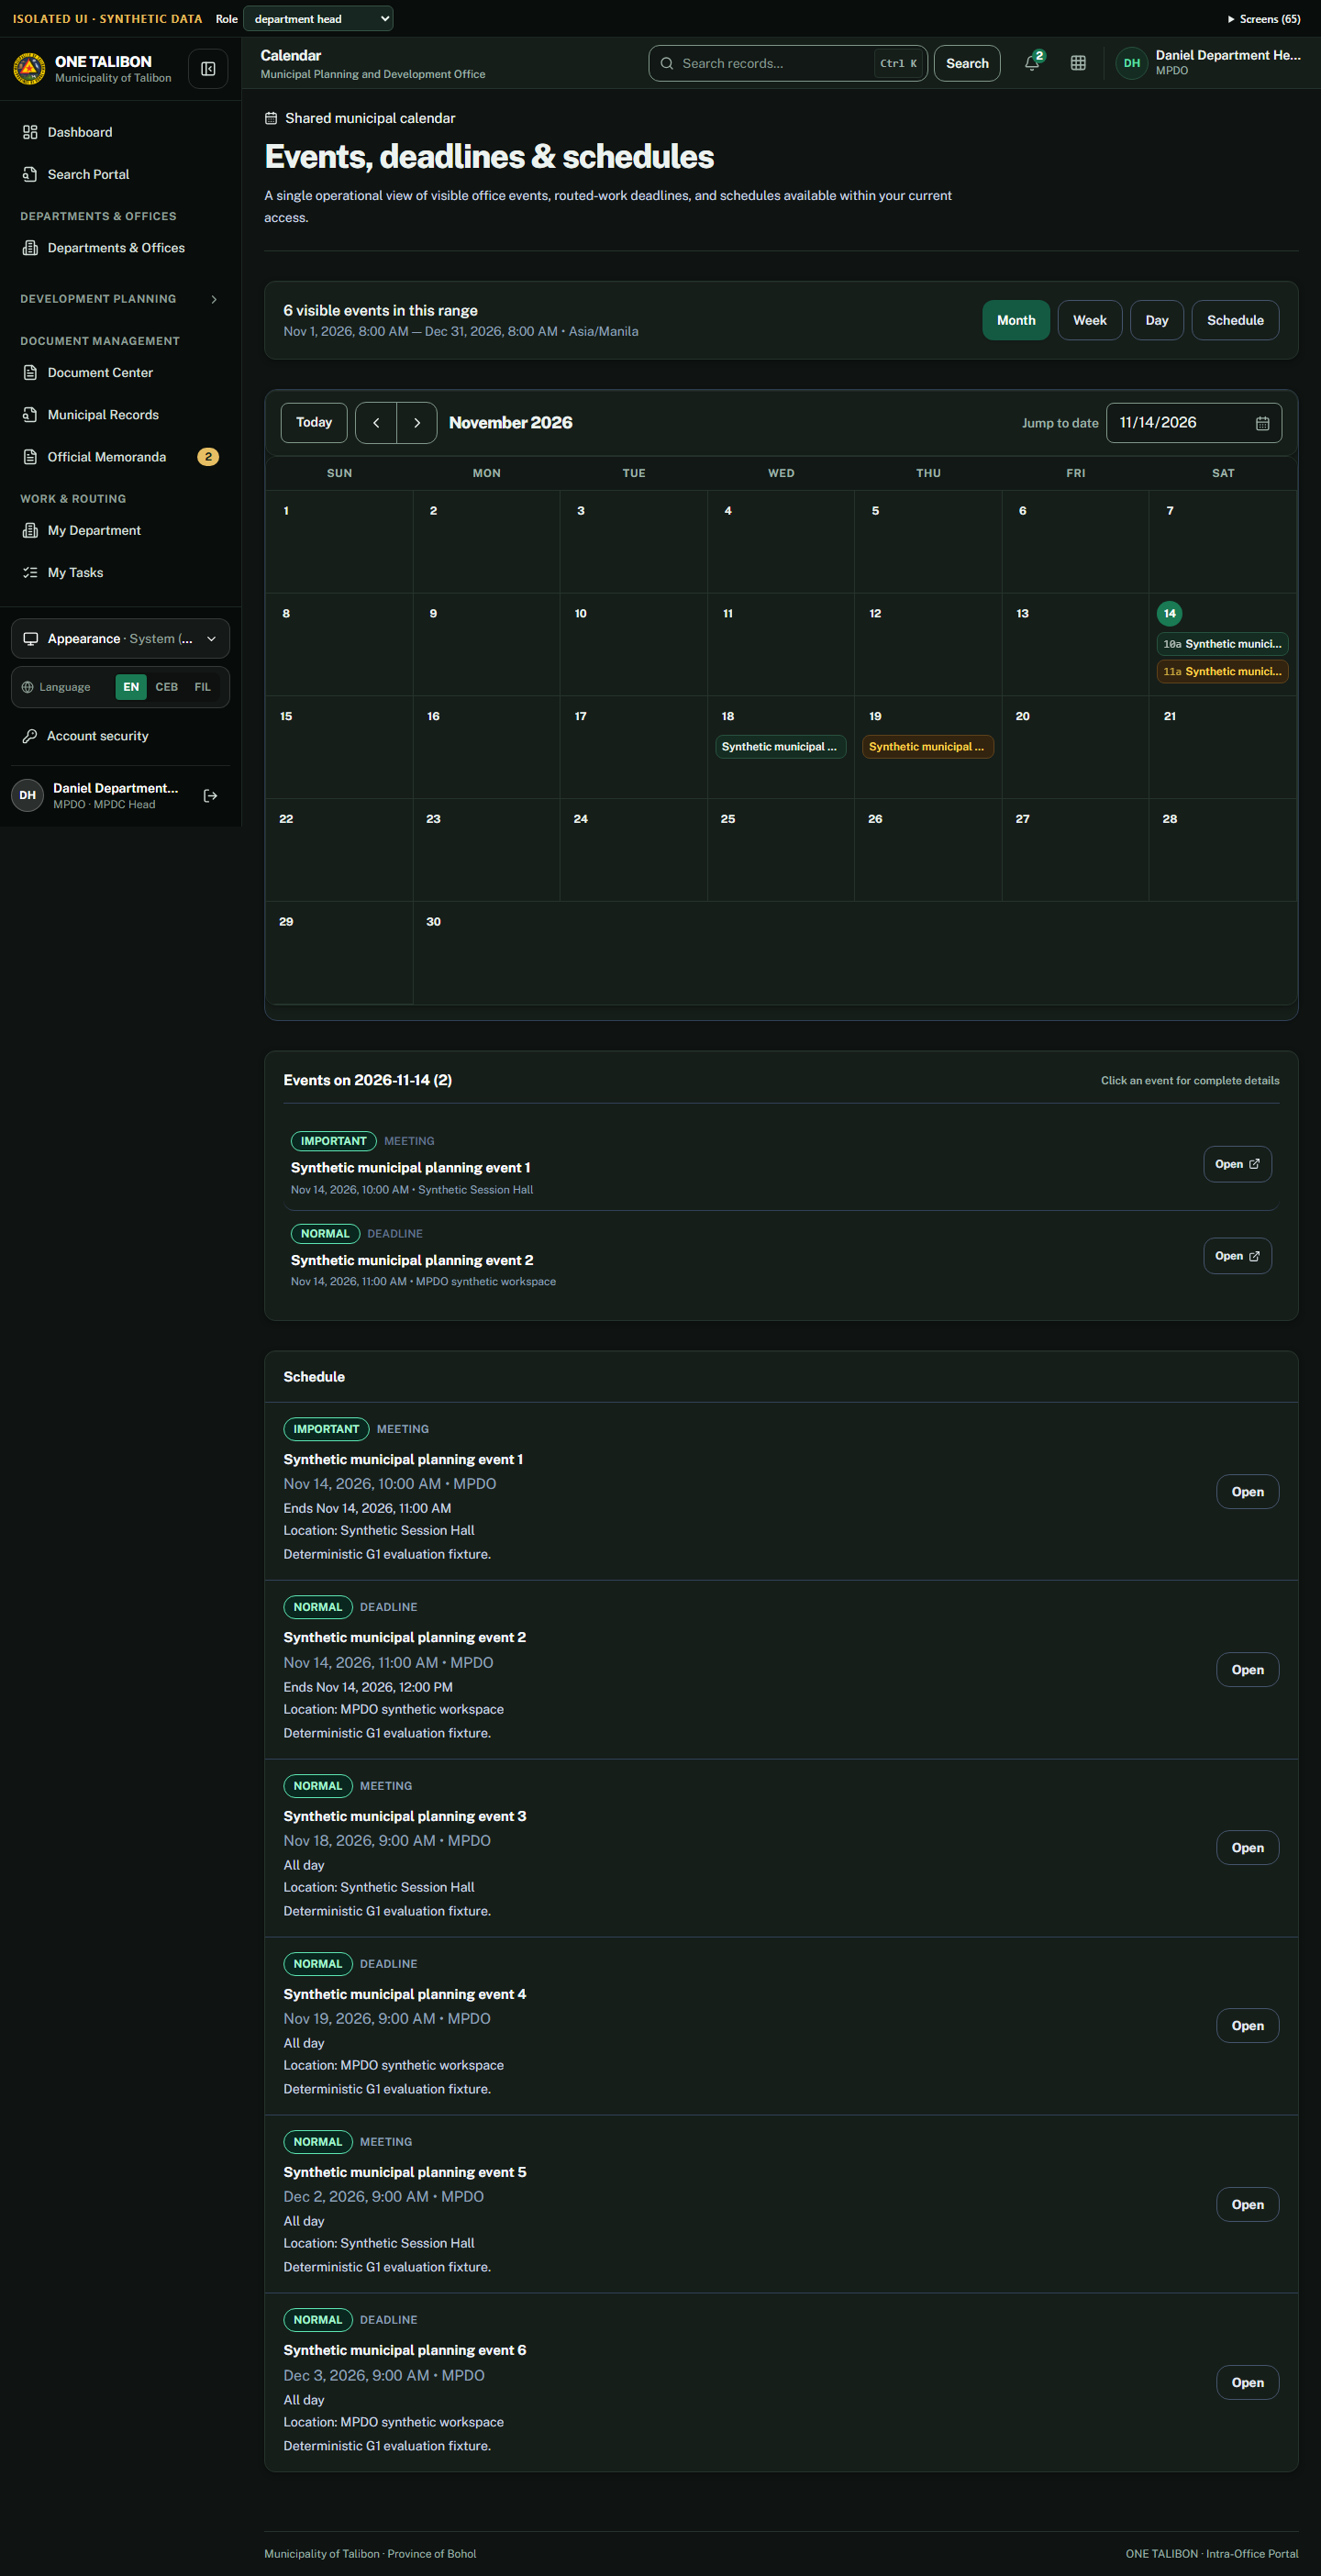 ISOLATED UI · SYNTHETIC DATA Role department head Screens (65)
ONE TALIBON
Municipality of Talibon
Calendar
Municipal Planning and Development Office
Search records... Ctrl K Search 2 DH Daniel Department He...
MPDO
Dashboard
Search Portal
DEPARTMENTS & OFFICES
Departments & Offices
DEVELOPMENT PLANNING
DOCUMENT MANAGEMENT
Document Center
Municipal Records
Official Memoranda 2
WORK & ROUTING
My Department
My Tasks
Appearance · System (...
Language EN CEB FIL
Account security
DH Daniel Department...
MPDO · MPDC Head
Shared municipal calendar
Events, deadlines & schedules
A single operational view of visible office events, routed-work deadlines, and schedules available within your current
access.
6 visible events in this range
Nov 1, 2026, 8:00 AM — Dec 31, 2026, 8:00 AM • Asia/Manila
Month Week Day Schedule
Today November 2026 Jump to date 11/14/2026
SUN MON TUE WED THU FRI SAT
1 2 3 4 5 6 7
8 9 10 11 12 13 14
10a Synthetic munici...
11a Synthetic munici...
15 16 17 18 19 20 21
Synthetic municipal ... Synthetic municipal ...
22 23 24 25 26 27 28
29 30
Events on 2026-11-14 (2) Click an event for complete details
IMPORTANT MEETING
Synthetic municipal planning event 1
Nov 14, 2026, 10:00 AM • Synthetic Session Hall
Open
NORMAL DEADLINE
Synthetic municipal planning event 2
Nov 14, 2026, 11:00 AM • MPDO synthetic workspace
Open
Schedule
IMPORTANT MEETING
Synthetic municipal planning event 1
Nov 14, 2026, 10:00 AM • MPDO
Ends Nov 14, 2026, 11:00 AM
Location: Synthetic Session Hall
Deterministic G1 evaluation fixture.
Open
NORMAL DEADLINE
Synthetic municipal planning event 2
Nov 14, 2026, 11:00 AM • MPDO
Ends Nov 14, 2026, 12:00 PM
Location: MPDO synthetic workspace
Deterministic G1 evaluation fixture.
Open
NORMAL MEETING
Synthetic municipal planning event 3
Nov 18, 2026, 9:00 AM • MPDO
All day
Location: Synthetic Session Hall
Deterministic G1 evaluation fixture.
Open
NORMAL DEADLINE
Synthetic municipal planning event 4
Nov 19, 2026, 9:00 AM • MPDO
All day
Location: MPDO synthetic workspace
Deterministic G1 evaluation fixture.
Open
NORMAL MEETING
Synthetic municipal planning event 5
Dec 2, 2026, 9:00 AM • MPDO
All day
Location: Synthetic Session Hall
Deterministic G1 evaluation fixture.
Open
NORMAL DEADLINE
Synthetic municipal planning event 6
Dec 3, 2026, 9:00 AM • MPDO
All day
Location: MPDO synthetic workspace
Deterministic G1 evaluation fixture.
Open
Municipality of Talibon · Province of Bohol ONE TALIBON · Intra-Office Portal